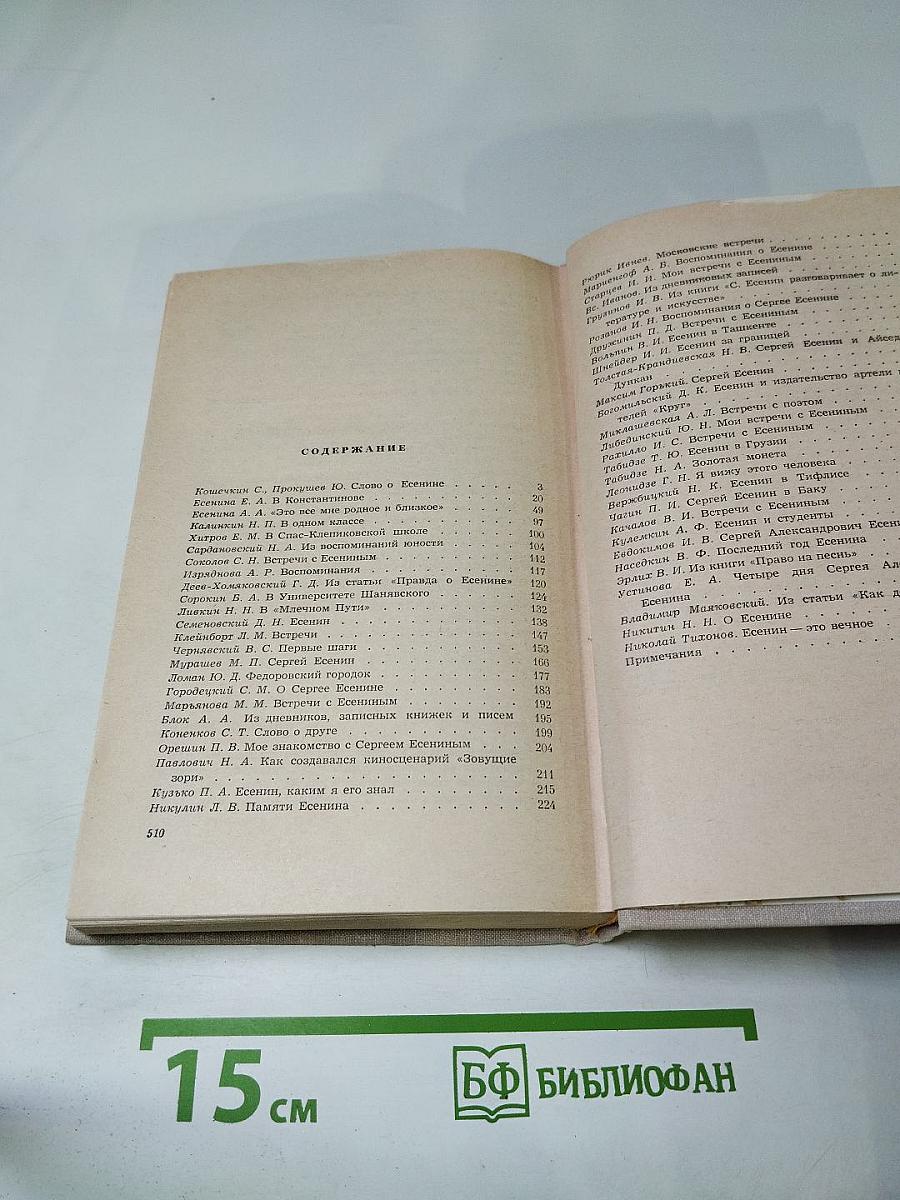 СОДЕРЖАНИЕ
Кошечкин С., Прокушев Ю. Слово о Есенине . . . . . 3
Есенина Е. А. В Константинове . . . . . . . . . 20
Есенина А. А. «Это все мне родное и близкое» . . . . . 49
Калинкин Н. П. В одном классе . . . . . . . . . 97
Хитров Е. М. В Спас-Клепиковской школе . . . . . . 100
Сардановский Н. А. Из воспоминаний юности . . . . . 104
Соколов С. Н. Встречи с Есениным . . . . . . . . 112
Изряднова А. Р. Воспоминания . . . . . . . . . 117
Деев-Хомяковский Г. Д. Из статьи «Правда о Есенине» 120
Сорокин Б. А. В Университете Шанявского . . . . . . 124
Ливкин Н. Н. В «Млечном Пути» . . . . . . . . . 132
Семеновский Д. Н. Есенин . . . . . . . . . . . 138
Клейнборт Л. М. Встречи . . . . . . . . . . . 147
Чернявский В. С. Первые шаги . . . . . . . . . 153
Мурашев М. П. Сергей Есенин . . . . . . . . . . 166
Ломан Ю. Д. Федоровский городок . . . . . . . . 177
Городецкий С. М. О Сергее Есенине . . . . . . . . 183
Марьянова М. М. Встречи с Есениным . . . . . . . 192
Блок А. А. Из дневников, записных книжек и писем 195
Коненков С. Т. Слово о друге . . . . . . . . . . 199
Орешин П. В. Мое знакомство с Сергеем Есениным . . . 204
Павлович Н. А. Как создавался киносценарий «Зовущие
зори» . . . . . . . . . . . . . . . . . . 211
Кузько П. А. Есенин, каким я его знал . . . . . . . . 215
Никулин Л. В. Памяти Есенина . . . . . . . . . . 224
510
Рюрик Ивнев. Московские встречи . . . . . . .
Мариенгоф А. Б. Воспоминания о Есенине . . . . .
Старцев И. И. Мои встречи с Есениным . . . . .
Вс. Иванов. Из дневниковых записей . . . . . .
Грузинов И. В. Из книги «С. Есенин разговаривает о ли-
тературе и искусстве» . . . . . . . .
Розанов И. Н. Воспоминания о Сергее Есенине . . .
Дружинин П. Д. Встречи с Есениным . . . . .
Вольпин В. И. Есенин в Ташкенте . . . . . .
Шнейдер И. И. Есенин за границей . . . . . .
Толстая-Крандиевская Н. В. Сергей Есенин и Айсед
Дункан . . . . . . . . . . .
Максим Горький. Сергей Есенин . . . . . . .
Богомильский Д. К. Есенин и издательство артели
телей «Круг» . . . . . . . . . .
Миклашевская А. Л. Встречи с поэтом . . . . .
Либединский Ю. Н. Мои встречи с Есениным . . .
Рахилло И. С. Встречи с Есениным . . . . . .
Табидзе Т. Ю. Есенин в Грузии . . . . . . .
Табидзе Н. А. Золотая монета . . . . . . .
Леонидзе Г. Н. Я вижу этого человека . . . . .
Вержбицкий Н. К. Есенин в Тифлисе . . . . .
Чагин П. И. Сергей Есенин в Баку . . . . . .
Качалов В. И. Встречи с Есениным . . . . . .
Кулемкин А. Ф. Есенин и студенты . . . . . .
Евдокимов И. В. Сергей Александрович Есени
Наседкин В. Ф. Последний год Есенина . . . .
Эрлих В. И. Из книги «Право на песнь» . . . .
Устинова Е. А. Четыре дня Сергея Але
Есенина . . . . . . . . . . .
Владимир Маяковский. Из статьи «Как д
Никитин Н. Н. О Есенине . . . . . . . .
Николай Тихонов. Есенин — это вечное . . . .
Примечания . . . . . . . . . . .
15 см
БФ БИБЛИОФАН